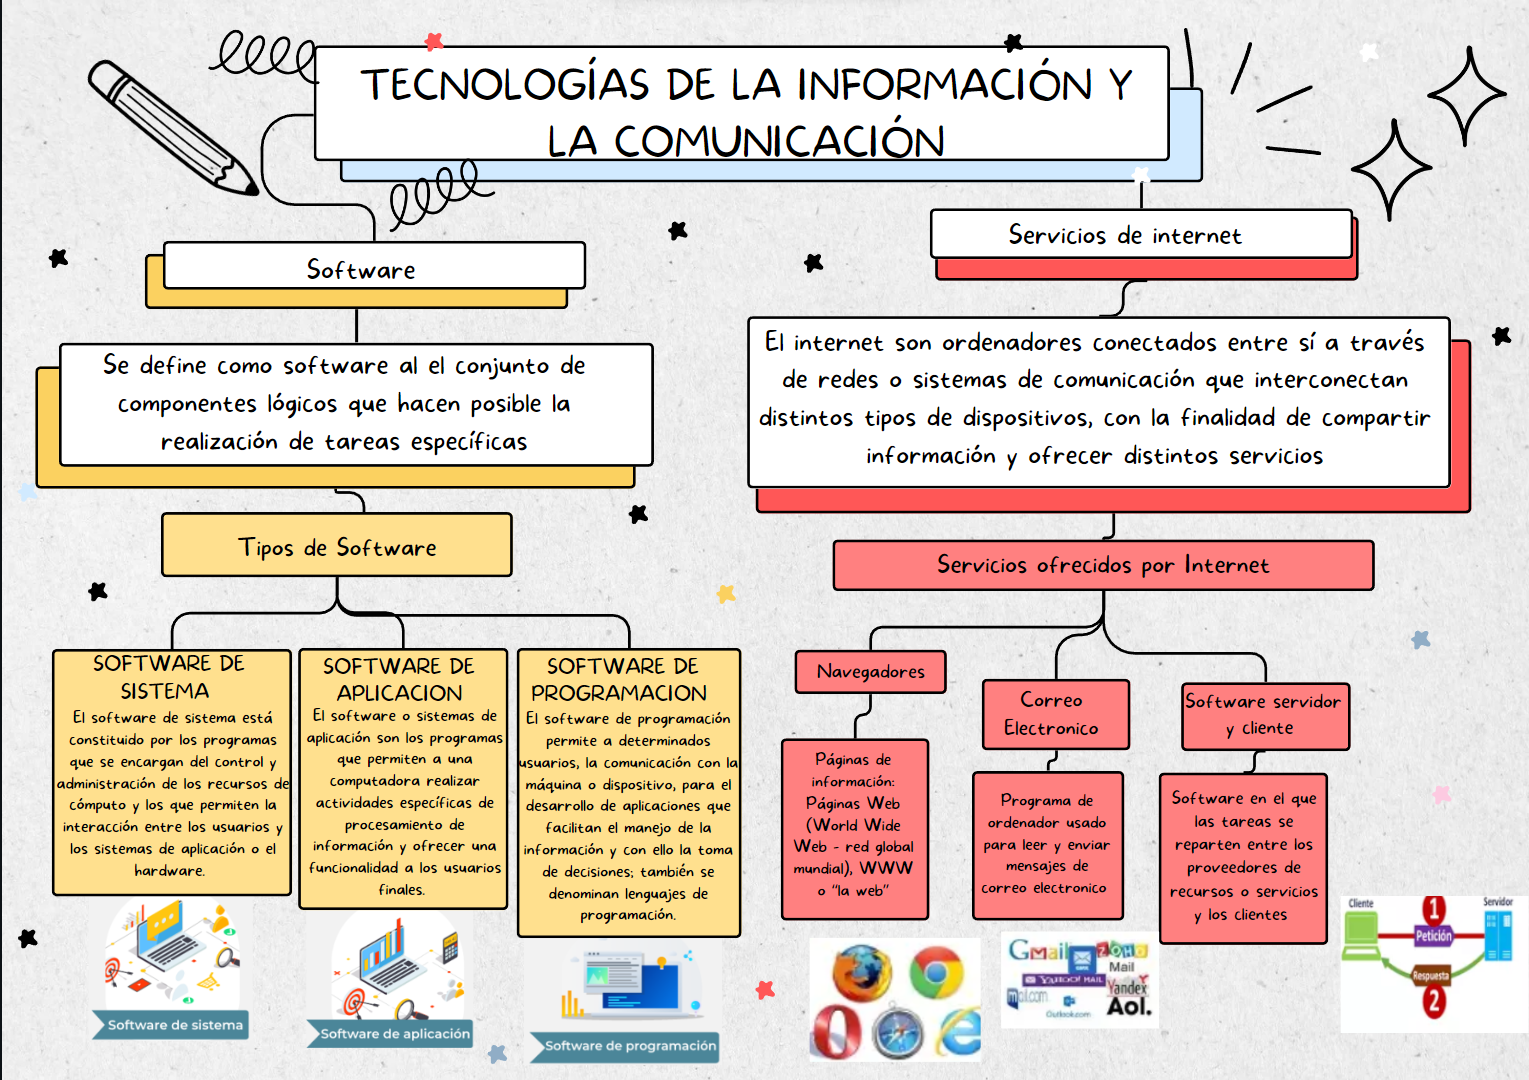 TECNOLOGÍAS DE LA INFORMACIÓN Y
LA COMUNICACIÓN
Software
Se define como software al el conjunto de
componentes lógicos que hacen posible la
realización de tareas específicas
Tipos de Software
SOFTWARE DE
SISTEMA
El software de sistema está
constituido por los programas
que se encargan del control y
administración de los recursos de
cómputo y los que permiten la
interacción entre los usuarios y
los sistemas de aplicación o el
hardware.
Software de sistema
SOFTWARE DE
APLICACION
El software o sistemas de
aplicación son los programas
que permiten a una
computadora realizar
actividades específicas de
procesamiento de
información y ofrecer una
funcionalidad a los usuarios
finales.
Software de aplicación
SOFTWARE DE
PROGRAMACION
El software de programación
permite a determinados
usuarios, la comunicación con la
máquina o dispositivo, para el
desarrollo de aplicaciones que
facilitan el manejo de la
información y con ello la toma
de decisiones; también se
denominan lenguajes de
programación.
Software de programación
Servicios de internet
El internet son ordenadores conectados entre sí a través
de redes o sistemas de comunicación que interconectan
distintos tipos de dispositivos, con la finalidad de compartir
información y ofrecer distintos servicios
Servicios ofrecidos por Internet
Navegadores
Páginas de
información:
Páginas Web
(World Wide
Web - red global
mundial), WWW
o "la web"
Correo
Electronico
Programa de
ordenador usado
para leer y enviar
mensajes de
correo electronico
Gmail
ZOHO
Mail
YAHOO! MAIL
Yandex
mail.com
Outlook.com
Aol.
Software servidor
y cliente
Software en el que
las tareas se
reparten entre los
proveedores de
recursos o servicios
y los clientes
Cliente
Servidor
1
Petición
Respuesta
2